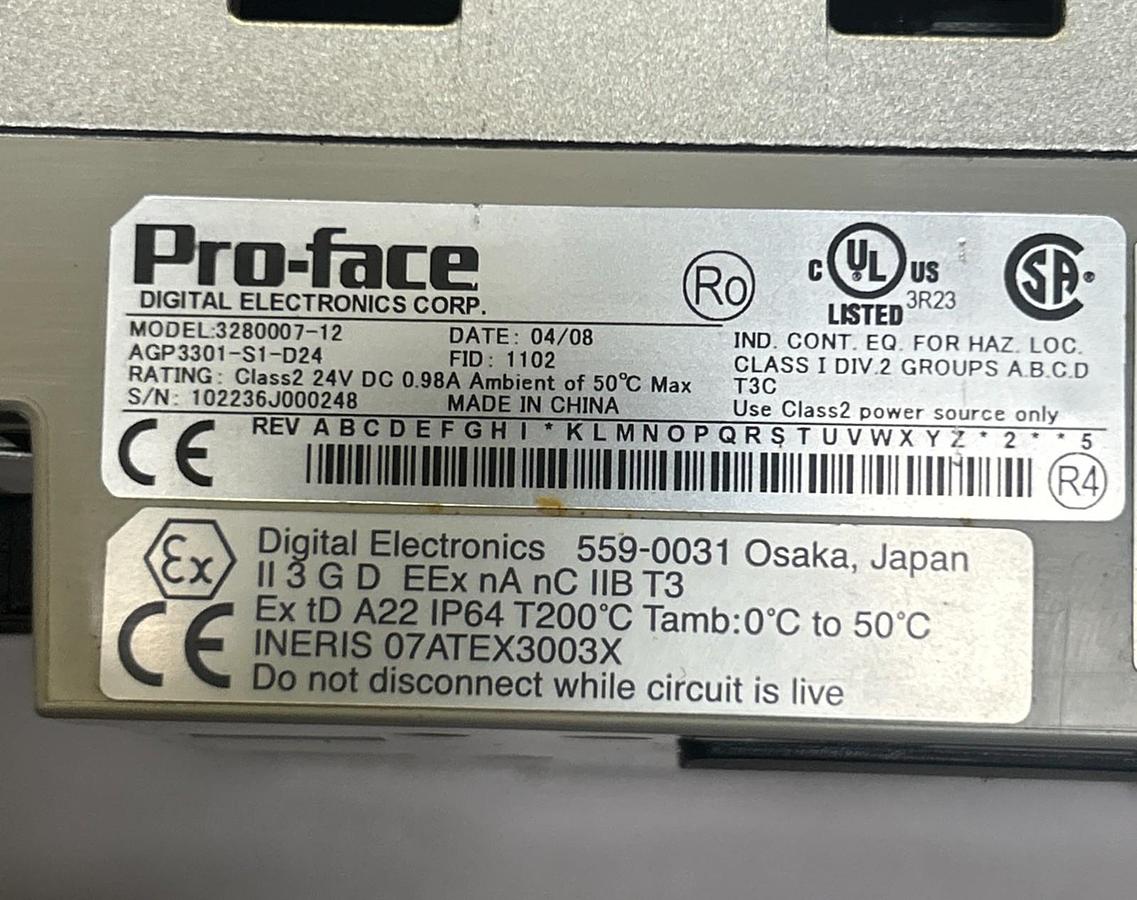 Pro-face
DIGITAL ELECTRONICS CORP.
Ro
C UL US
LISTED 3R23
SA
MODEL:3280007-12
DATE: 04/08
IND. CONT. EQ. FOR HAZ. LOC.
AGP3301-S1-D24
FID: 1102
CLASS I DIV.2 GROUPS A.B.C.D
RATING: Class2 24V DC 0.98A Ambient of 50℃ Max
T3C
S/N: 102236J000248
MADE IN CHINA
Use Class2 power source only
CE
REV A B C D E F G H I * K L M N O P Q R S T U V W X Y Z * 2 * * 5
R4
Ex
Digital Electronics 559-0031 Osaka, Japan
II 3 G D EEx nA nC IIB T3
CE
Ex tD A22 IP64 T200°C Tamb:0°C to 50°C
INERIS 07ATEX3003X
Do not disconnect while circuit is live